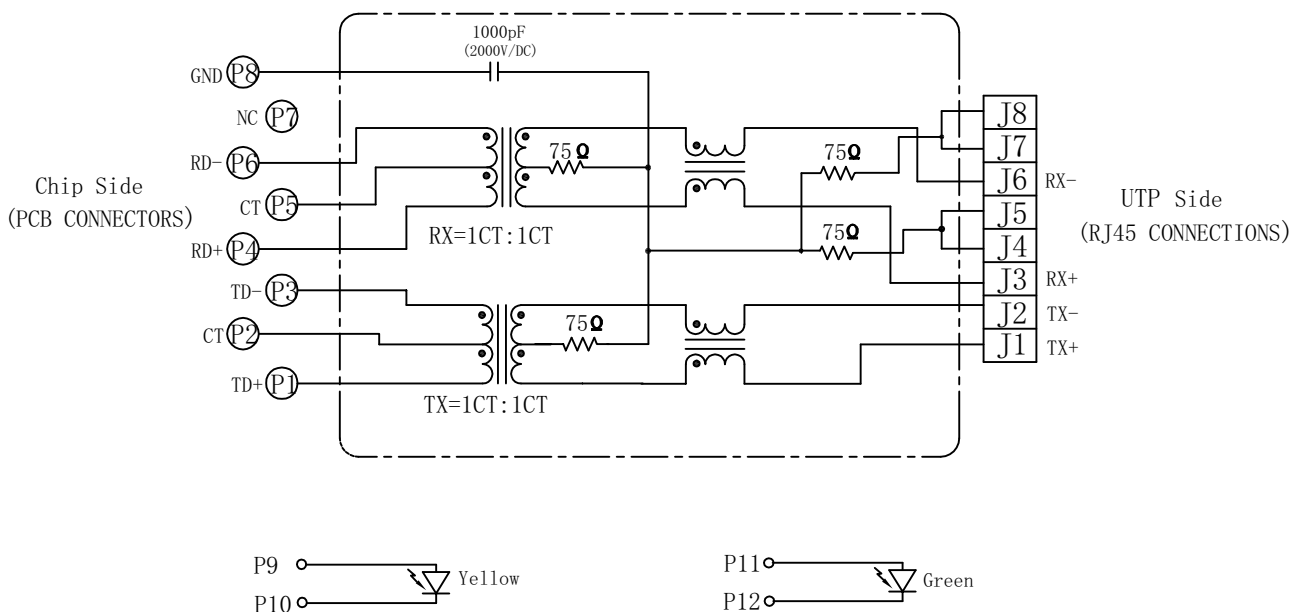 1000pF
(2000V/DC)
GND P8
NC P7
RD- P6
CT P5
RD+ P4
TD- P3
CT P2
TD+ P1
Chip Side
(PCB CONNECTORS)
75Ω
RX=1CT:1CT
75Ω
TX=1CT:1CT
75Ω
75Ω
J8
J7
J6 RX-
J5
J4
J3 RX+
J2 TX-
J1 TX+
UTP Side
(RJ45 CONNECTIONS)
P9
Yellow
P10
P11
Green
P12